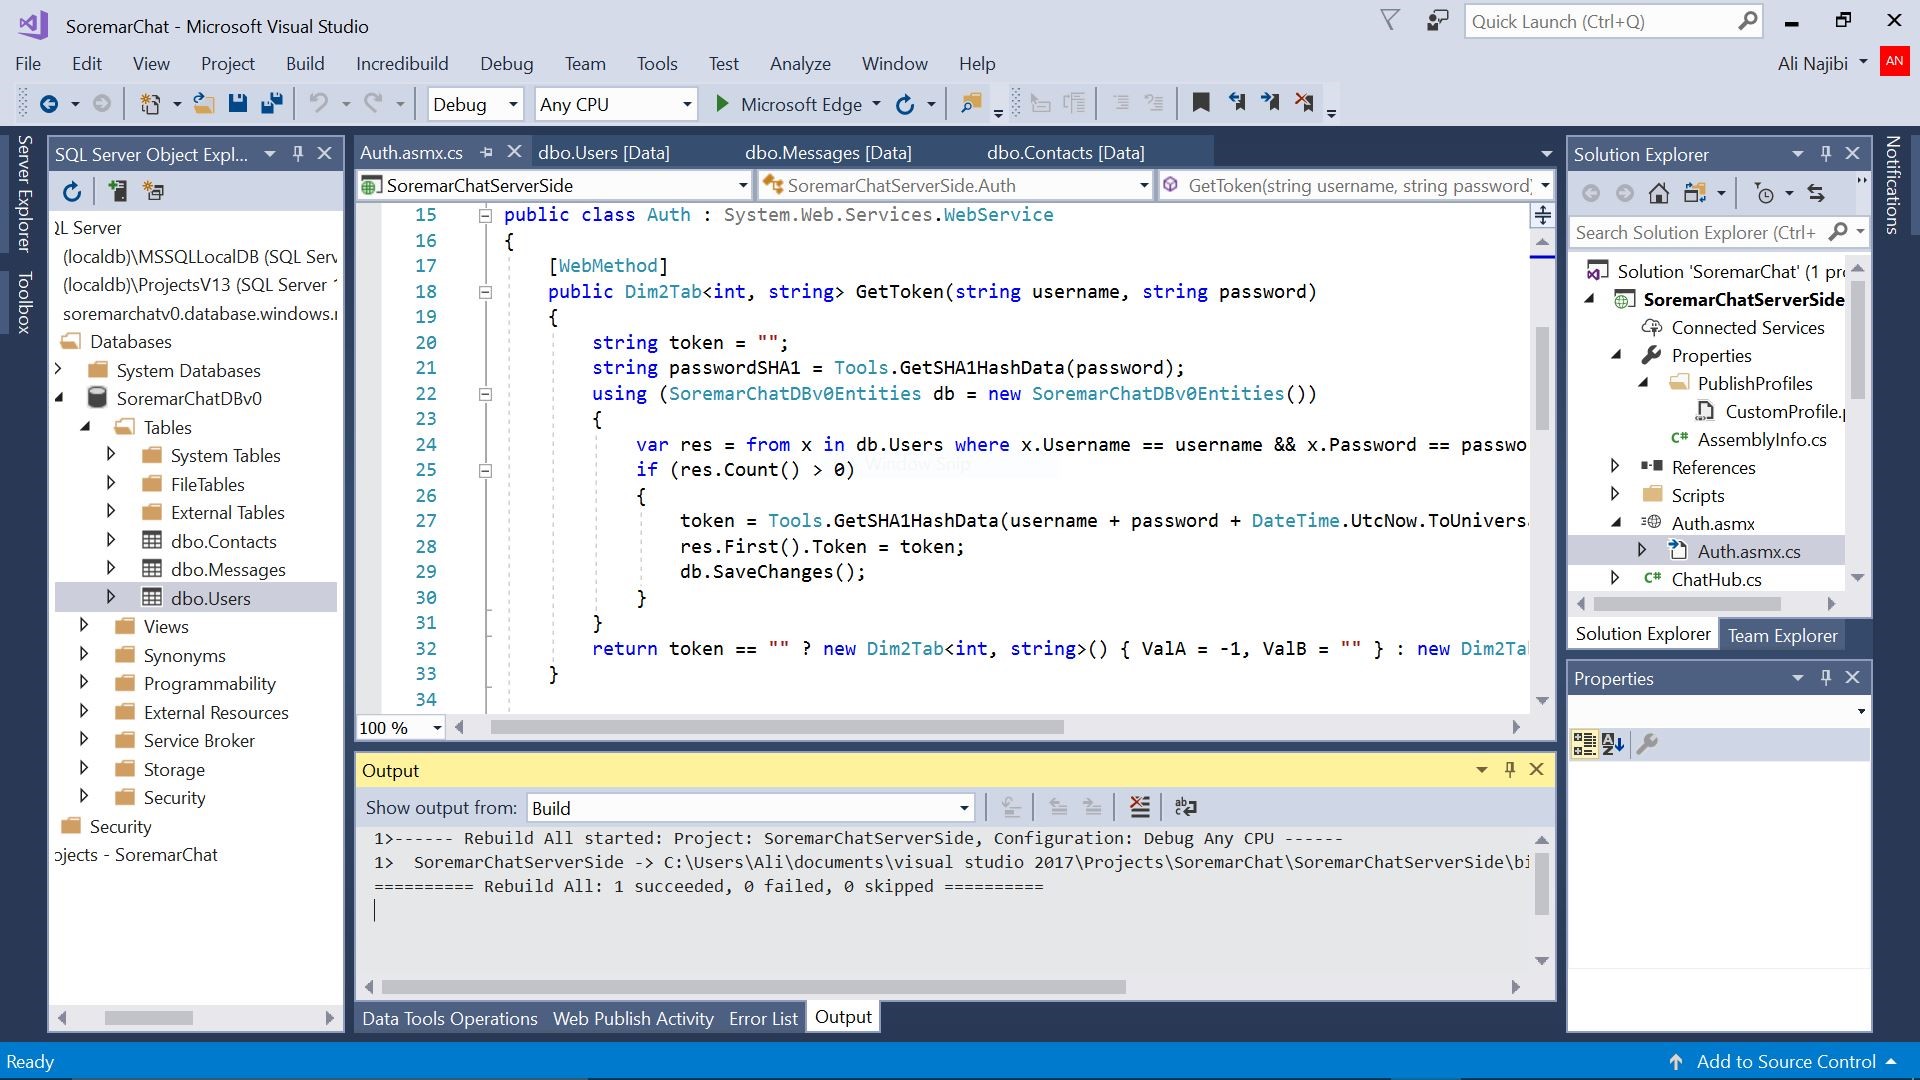 SoremarChat - Microsoft Visual Studio
Quick Launch (Ctrl+Q)
File Edit View Project Build Incredibuild Debug Team Tools Test Analyze Window Help
Ali Najibi
AN
Debug Any CPU Microsoft Edge
Server Explorer
Toolbox
SQL Server Object Expl...
QL Server
(localdb)\MSSQLLocalDB (SQL Serv
(localdb)\ProjectsV13 (SQL Server 1
soremarchatv0.database.windows.
Databases
System Databases
SoremarChatDBv0
Tables
System Tables
FileTables
External Tables
dbo.Contacts
dbo.Messages
dbo.Users
Views
Synonyms
Programmability
External Resources
Service Broker
Storage
Security
Security
ojects - SoremarChat
Auth.asmx.cs dbo.Users [Data] dbo.Messages [Data] dbo.Contacts [Data]
SoremarChatServerSide SoremarChatServerSide.Auth GetToken(string username, string password)
15 public class Auth : System.Web.Services.WebService
16 {
17 [WebMethod]
18 public Dim2Tab<int, string> GetToken(string username, string password)
19 {
20 string token = "";
21 string passwordSHA1 = Tools.GetSHA1HashData(password);
22 using (SoremarChatDBv0Entities db = new SoremarChatDBv0Entities())
23 {
24 var res = from x in db.Users where x.Username == username && x.Password == passwo
Window Snip
25 if (res.Count() > 0)
26 {
27 token = Tools.GetSHA1HashData(username + password + DateTime.UtcNow.ToUnivers
28 res.First().Token = token;
29 db.SaveChanges();
30 }
31 }
32 return token == "" ? new Dim2Tab<int, string>() { ValA = -1, ValB = "" } : new Dim2Ta
33 }
34
100 %
Output
Show output from: Build
1>------ Rebuild All started: Project: SoremarChatServerSide, Configuration: Debug Any CPU ------
1>  SoremarChatServerSide -> C:\Users\Ali\documents\visual studio 2017\Projects\SoremarChat\SoremarChatServerSide\bi
========== Rebuild All: 1 succeeded, 0 failed, 0 skipped ==========
Data Tools Operations Web Publish Activity Error List Output
Solution Explorer
Search Solution Explorer (Ctrl+
Solution 'SoremarChat' (1 pr
SoremarChatServerSide
Connected Services
Properties
PublishProfiles
CustomProfile.
AssemblyInfo.cs
References
Scripts
Auth.asmx
Auth.asmx.cs
ChatHub.cs
Solution Explorer Team Explorer
Properties
Notifications
Ready
Add to Source Control